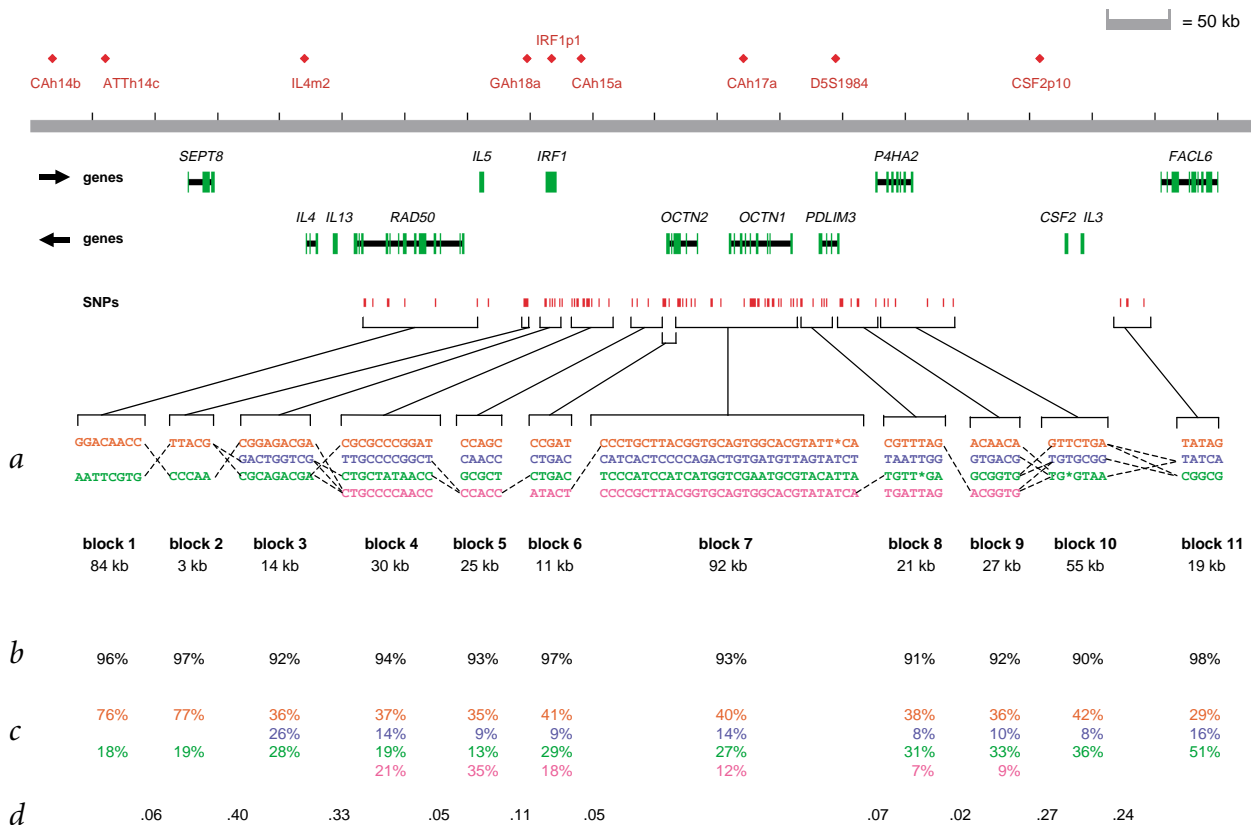 = 50 kb
IRF1p1
CAh14b ATTh14c IL4m2 GAh18a CAh15a CAh17a D5S1984 CSF2p10
SEPT8 IL5 IRF1 P4HA2 FACL6
genes
IL4 IL13 RAD50 OCTN2 OCTN1 PDLIM3 CSF2 IL3
genes
SNPs
a
GGACAACC TTACG CGGAGACGA CGCGCCCGGAT CCAGC CCGAT CCCTGCTTACGGTGCAGTGGCACGTATT*CA CGTTTAG ACAACA GTTCTGA TATAG
GACTGGTCG TTGCCCCGGCT CAACC CTGAC CATCACTCCCCAGACTGTGATGTTAGTATCT TAATTGG GTGACG TGTGCGG TATCA
AATTCGTG CCCAA CGCAGACGA CTGCTATAACC GCGCT CTGAC TCCCATCCATCATGGTCGAATGCGTACATTA TGTT*GA GCGGTG TG*GTAA CGGCG
CTGCCCCAACC CCACC ATACT CCCCGCTTACGGTGCAGTGGCACGTATATCA TGATTAG ACGGTG
block 1 block 2 block 3 block 4 block 5 block 6 block 7 block 8 block 9 block 10 block 11
84 kb 3 kb 14 kb 30 kb 25 kb 11 kb 92 kb 21 kb 27 kb 55 kb 19 kb
b
96% 97% 92% 94% 93% 97% 93% 91% 92% 90% 98%
c
76% 77% 36% 37% 35% 41% 40% 38% 36% 42% 29%
26% 14% 9% 9% 14% 8% 10% 8% 16%
18% 19% 28% 19% 13% 29% 27% 31% 33% 36% 51%
21% 35% 18% 12% 7% 9%
d
.06 .40 .33 .05 .11 .05 .07 .02 .27 .24